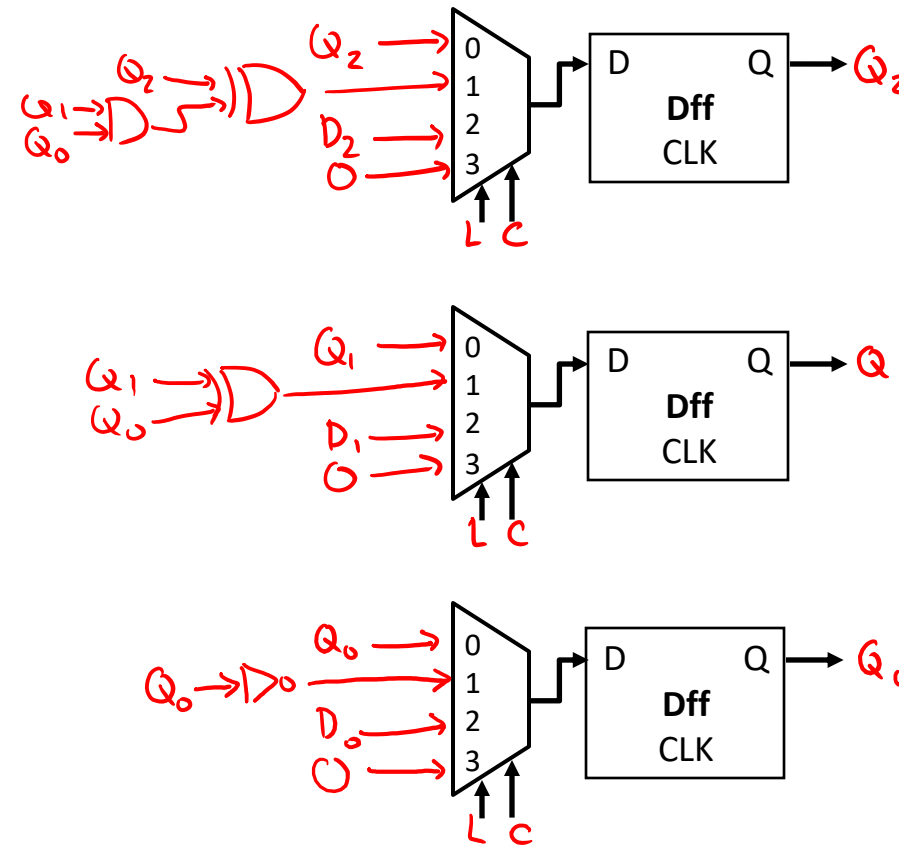 Q2 0 D Q Q2
Q2 1 Dff
Q1 D2 2 CLK
Q0 0 3
L C
Q1 0 D Q Q
Q1 1 Dff
Q0 D1 2 CLK
0 3
L C
Q0 0 D Q Q0
Q0 1 Dff
D0 2 CLK
0 3
L C